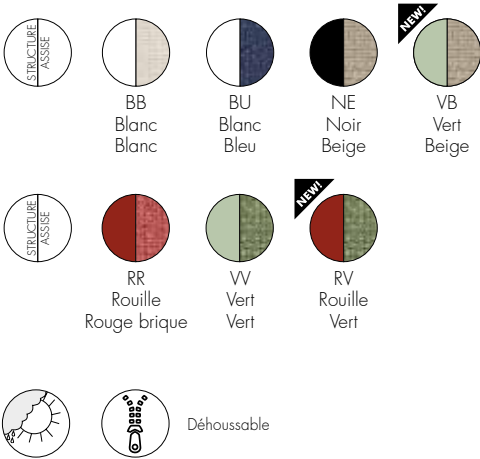 STRUCTURE
ASSISE
NEW!
BB
Blanc
Blanc
BU
Blanc
Bleu
NE
Noir
Beige
VB
Vert
Beige
STRUCTURE
ASSISE
NEW!
RR
Rouille
Rouge brique
VV
Vert
Vert
RV
Rouille
Vert
Déhoussable